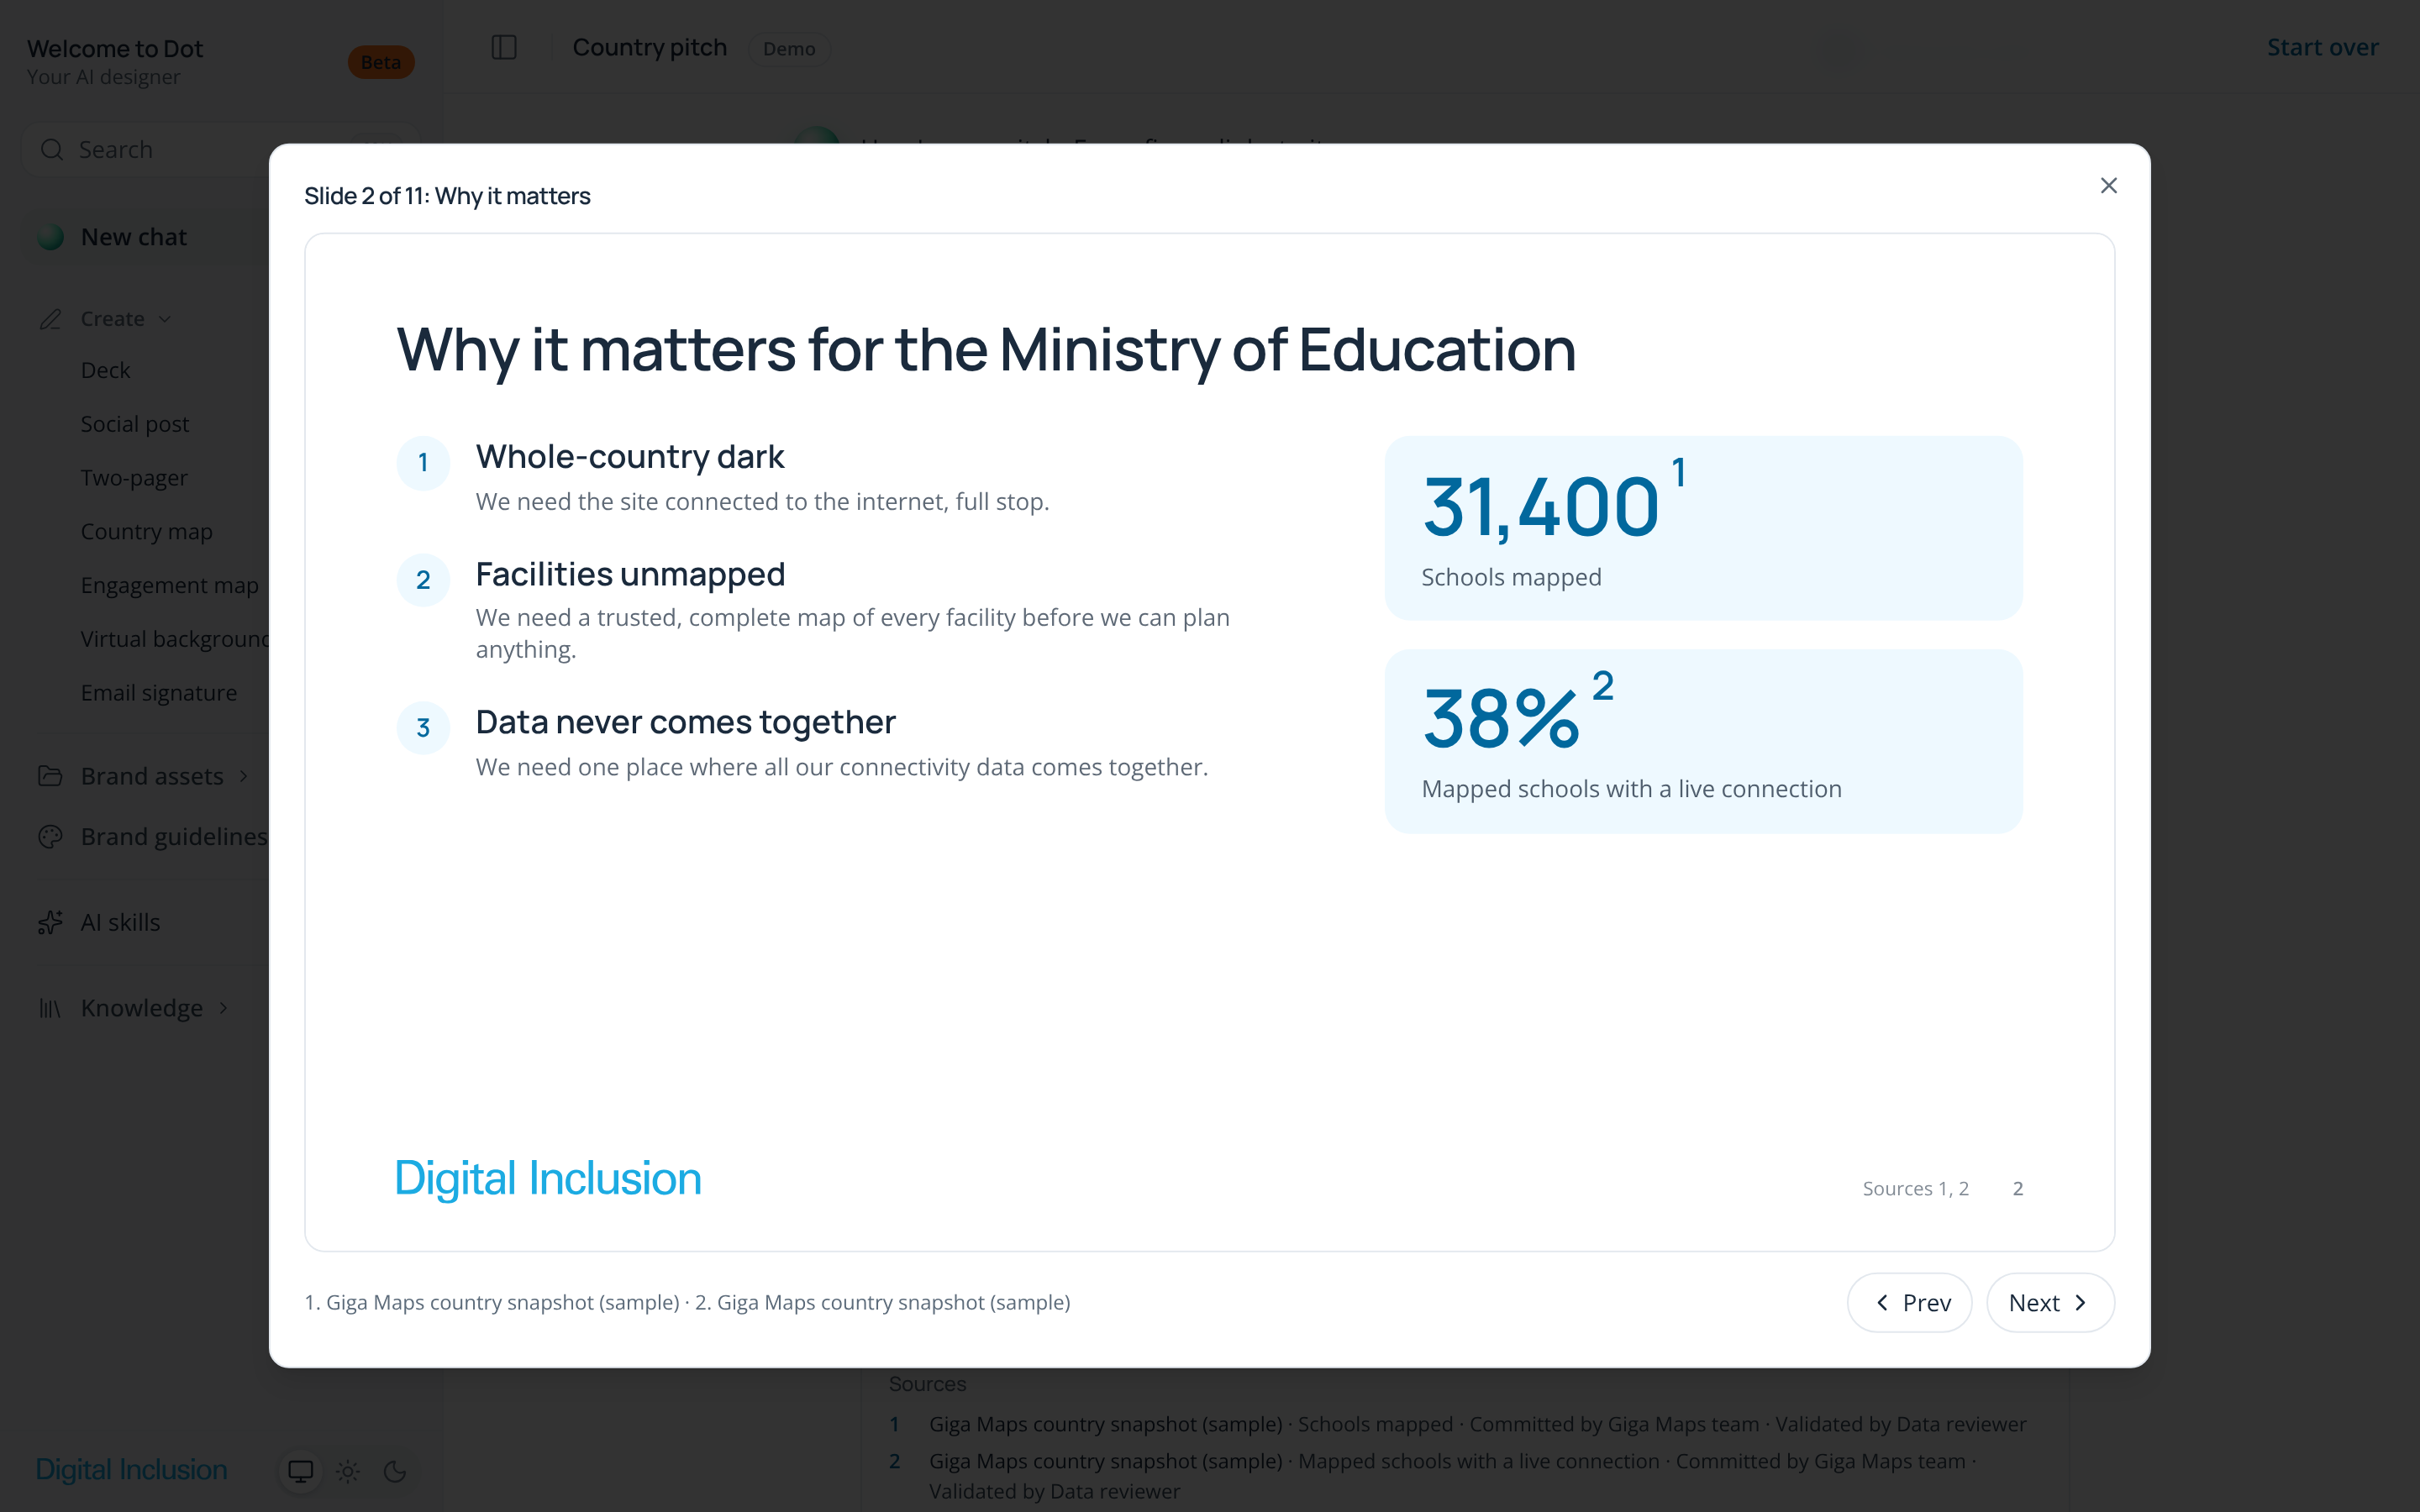 Welcome to Dot
Your AI designer
Beta
Country pitch
Demo
Start over
Search
New chat
Create
Deck
Social post
Two-pager
Country map
Engagement map
Virtual background
Email signature
Brand assets
Brand guidelines
AI skills
Knowledge
Digital Inclusion
Slide 2 of 11: Why it matters
Why it matters for the Ministry of Education
1
Whole-country dark
We need the site connected to the internet, full stop.
2
Facilities unmapped
We need a trusted, complete map of every facility before we can plan
anything.
3
Data never comes together
We need one place where all our connectivity data comes together.
31,400 1
Schools mapped
38% 2
Mapped schools with a live connection
Digital Inclusion
Sources 1, 2
2
1. Giga Maps country snapshot (sample) · 2. Giga Maps country snapshot (sample)
Prev
Next
Sources
1 Giga Maps country snapshot (sample) · Schools mapped · Committed by Giga Maps team · Validated by Data reviewer
2 Giga Maps country snapshot (sample) · Mapped schools with a live connection · Committed by Giga Maps team ·
Validated by Data reviewer